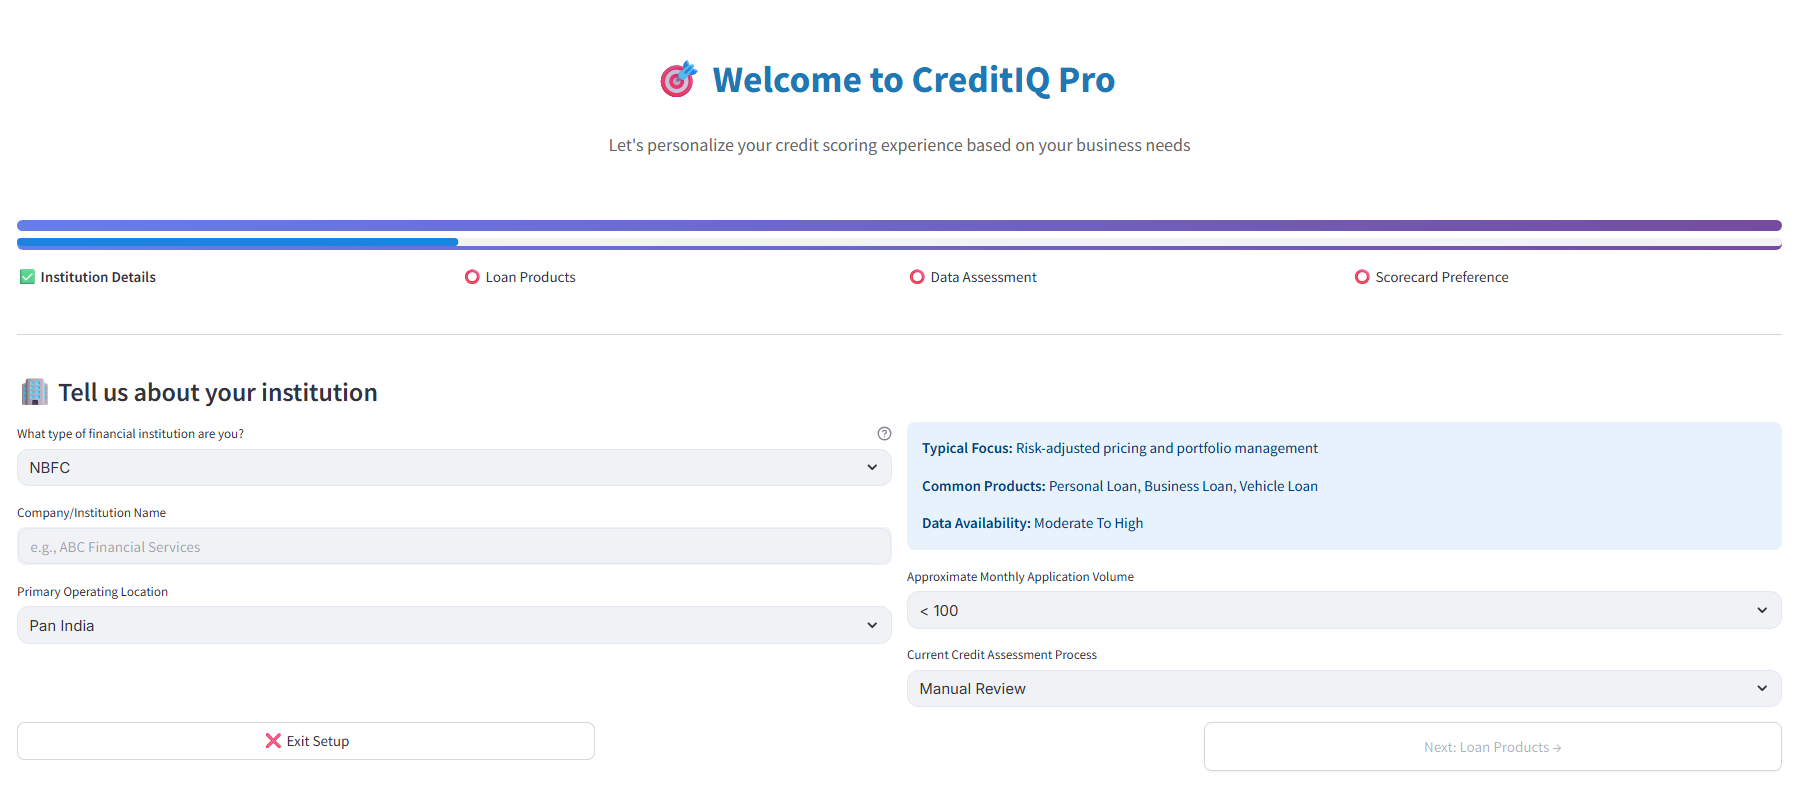 Welcome to CreditIQ Pro
Let's personalize your credit scoring experience based on your business needs
Institution Details
Loan Products
Data Assessment
Scorecard Preference
Tell us about your institution
What type of financial institution are you?
NBFC
Company/Institution Name
e.g., ABC Financial Services
Primary Operating Location
Pan India
Typical Focus: Risk-adjusted pricing and portfolio management
Common Products: Personal Loan, Business Loan, Vehicle Loan
Data Availability: Moderate To High
Approximate Monthly Application Volume
< 100
Current Credit Assessment Process
Manual Review
❌ Exit Setup
Next: Loan Products →